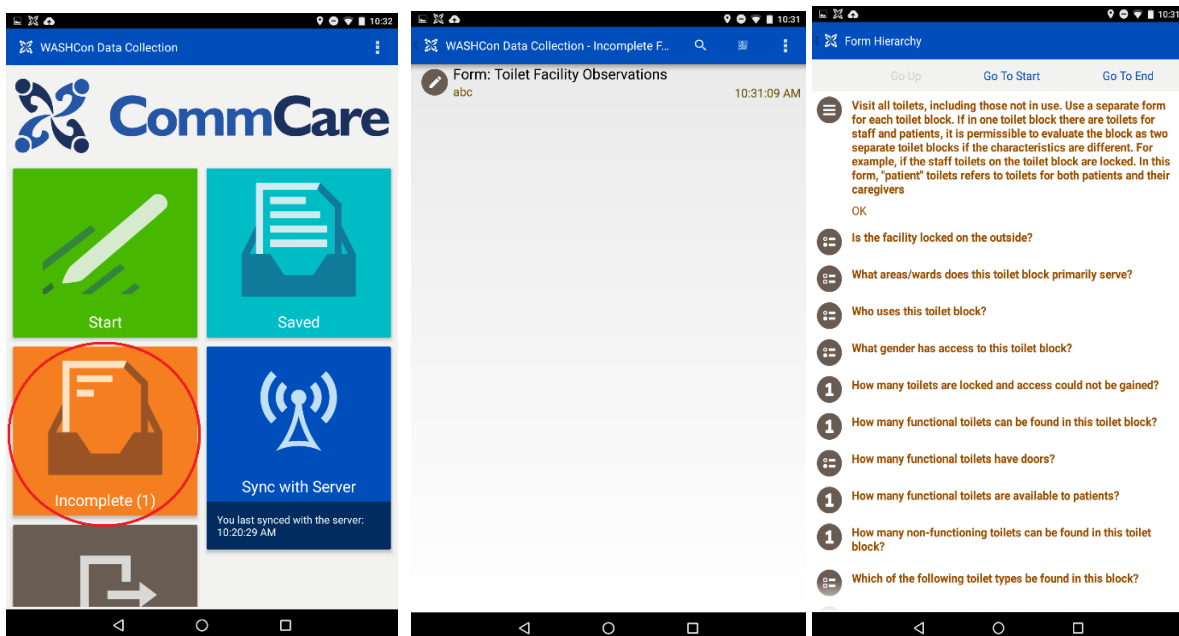 10:32
WASHCon Data Collection
CommCare
Start
Saved
Incomplete (1)
Sync with Server
You last synced with the server:
10:20:29 AM
10:31
WASHCon Data Collection - Incomplete F...
Form: Toilet Facility Observations
abc
10:31:09 AM
10:31
Form Hierarchy
Go Up
Go To Start
Go To End
Visit all toilets, including those not in use. Use a separate form
for each toilet block. If in one toilet block there are toilets for
staff and patients, it is permissible to evaluate the block as two
separate toilet blocks if the characteristics are different. For
example, if the staff toilets on the toilet block are locked. In this
form, "patient" toilets refers to toilets for both patients and their
caregivers
OK
Is the facility locked on the outside?
What areas/wards does this toilet block primarily serve?
Who uses this toilet block?
What gender has access to this toilet block?
1 How many toilets are locked and access could not be gained?
1 How many functional toilets can be found in this toilet block?
How many functional toilets have doors?
1 How many functional toilets are available to patients?
1 How many non-functioning toilets can be found in this toilet
block?
Which of the following toilet types be found in this block?